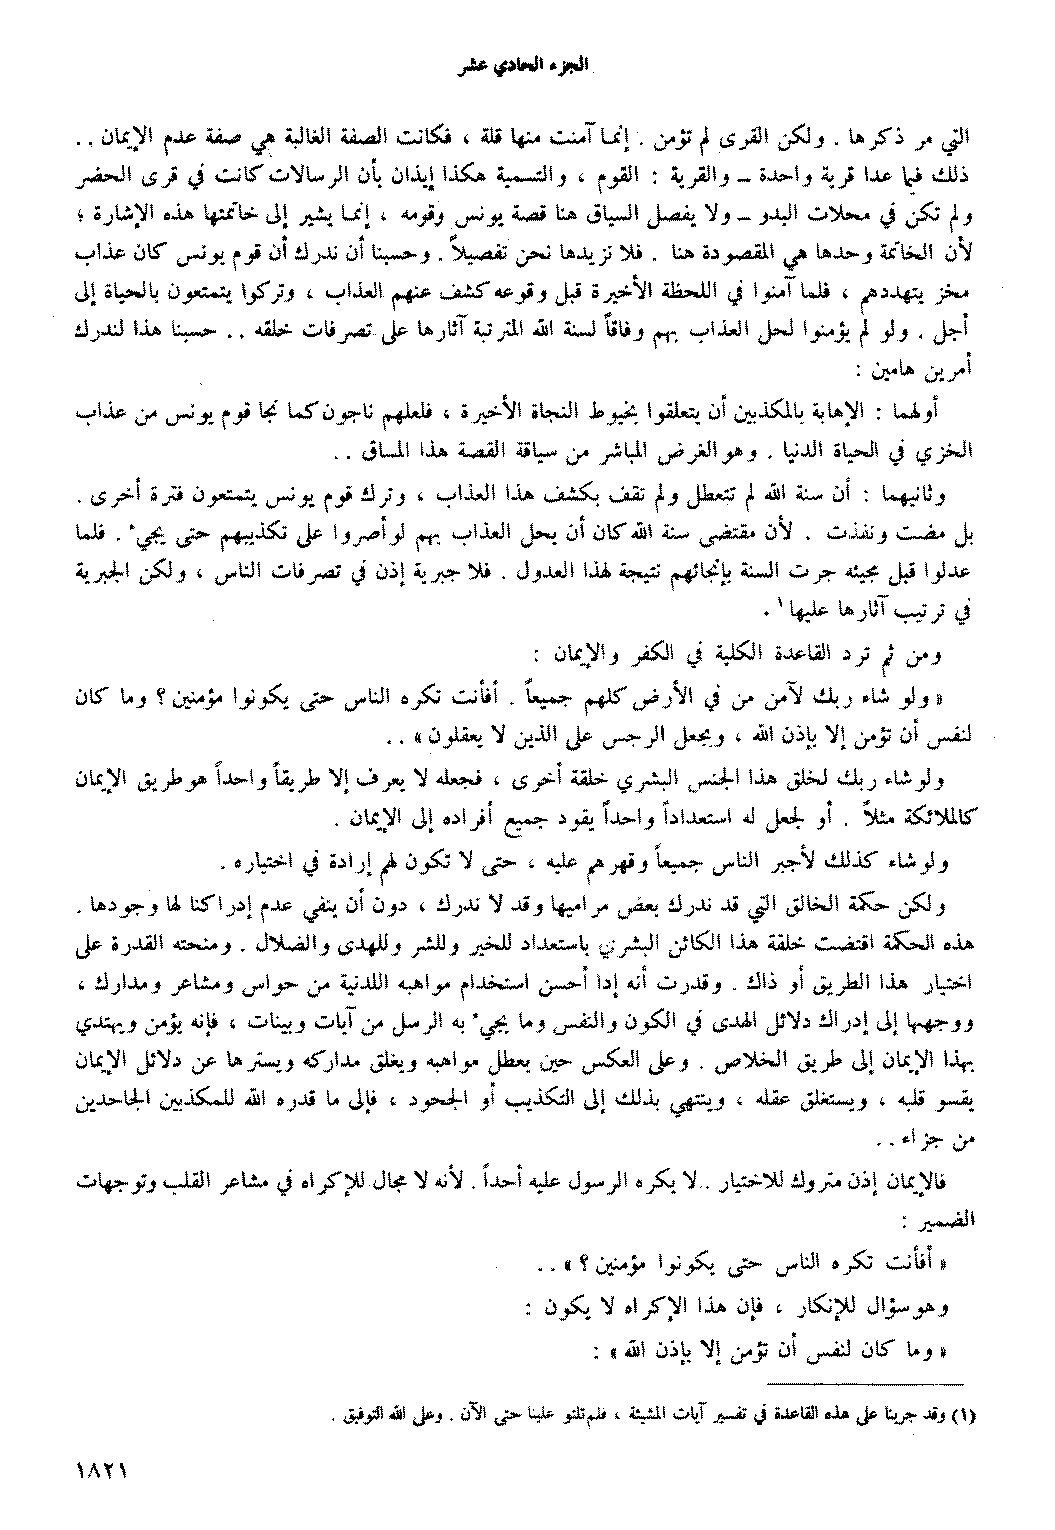 الجزء الحادي عشر
التي مر ذكرها . ولكن القرى لم تؤمن . إنما آمنت منها قلة ، فكانت الصفة الغالبة هي صفة عدم الإيمان . .
ذلك فيما عدا قرية واحدة – والقرية : القوم ، والتسمية هكذا إيذان بأن الرسالات كانت في قرى الحضر
ولم تكن في محلات البدو – ولا يفصل السياق هنا قصة يونس وقومه ، إنما يشير إلى خاتمتها هذه الإشارة ؛
لأن الخاتمة وحدها هي المقصودة هنا . فلا نزيدها نحن تفصيلاً . وحسبنا أن ندرك أن قوم يونس كان عذاب
مخز يتهددهم ، فلما آمنوا في اللحظة الأخيرة قبل وقوعه كشف عنهم العذاب ، وتركوا يتمتعون بالحياة إلى
أجل . ولو لم يؤمنوا لحل العذاب بهم وفاقاً لسنة الله المترتبة آثارها على تصرفات خلقه . . حسبنا هذا لندرك
أمرين هامين :
أولهما : الإهابة بالمكذبين أن يتعلقوا بخيوط النجاة الأخيرة ، فلعلهم ناجون كما نجا قوم يونس من عذاب
الخزي في الحياة الدنيا . وهو الغرض المباشر من سياقة القصة هذا المساق . .
وثانيهما : أن سنة الله لم تتعطل ولم تقف بكشف هذا العذاب ، وترك قوم يونس يتمتعون فترة أخرى .
بل مضت ونفذت . لأن مقتضى سنة الله كان أن يحل العذاب بهم لو أصروا على تكذيبهم حتى يجيء . فلما
عدلوا قبل مجيئه جرت السنة بإنجائهم نتيجة لهذا العدول . فلا جبرية إذن في تصرفات الناس ، ولكن الجبرية
في ترتيب آثارها عليها١ .
ومن ثم ترد القاعدة الكلية في الكفر والإيمان :
« ولو شاء ربك لآمن من في الأرض كلهم جميعاً . أفأنت تكره الناس حتى يكونوا مؤمنين ؟ وما كان
لنفس أن تؤمن إلا بإذن الله ، ويجعل الرجس على الذين لا يعقلون » . .
ولو شاء ربك لخلق هذا الجنس البشري خلقة أخرى ، فجعله لا يعرف إلا طريقاً واحداً هو طريق الإيمان
كالملائكة مثلاً . أو لجعل له استعداداً واحداً يقود جميع أفراده إلى الإيمان .
ولو شاء كذلك لأجبر الناس جميعاً وقهرهم عليه ، حتى لا تكون لهم إرادة في اختياره .
ولكن حكمة الخالق التي قد ندرك بعض مراميها وقد لا ندرك ، دون أن ينفي عدم إدراكنا لها وجودها .
هذه الحكمة اقتضت خلقة هذا الكائن البشري باستعداد للخير وللشر وللهدى والضلال . ومنحته القدرة على
اختيار هذا الطريق أو ذاك . وقدرت أنه إذا أحسن استخدام مواهبه اللدنية من حواس ومشاعر ومدارك ،
ووجهها إلى إدراك دلائل الهدى في الكون والنفس وما يجيء به الرسل من آيات وبينات ، فإنه يؤمن ويهتدي
بهذا الإيمان إلى طريق الخلاص . وعلى العكس حين يعطل مواهبه ويغلق مداركه ويسترها عن دلائل الإيمان
يقسو قلبه ، ويستغلق عقله ، وينتهي بذلك إلى التكذيب أو الجحود ، فإلى ما قدره الله للمكذبين الجاحدين
من جزاء . .
فالإيمان إذن متروك للاختيار . . لا يكره الرسول عليه أحداً . لأنه لا مجال للإكراه في مشاعر القلب وتوجهات
الضمير :
« أفأنت تكره الناس حتى يكونوا مؤمنين ؟ » . .
وهو سؤال للإنكار ، فإن هذا الإكراه لا يكون :
« وما كان لنفس أن تؤمن إلا بإذن الله » :
(١) وقد جرينا على هذه القاعدة في تفسير آيات المشيئة ، فلم تلتو علينا حتى الآن . وعلى الله التوفيق .
١٨٢١